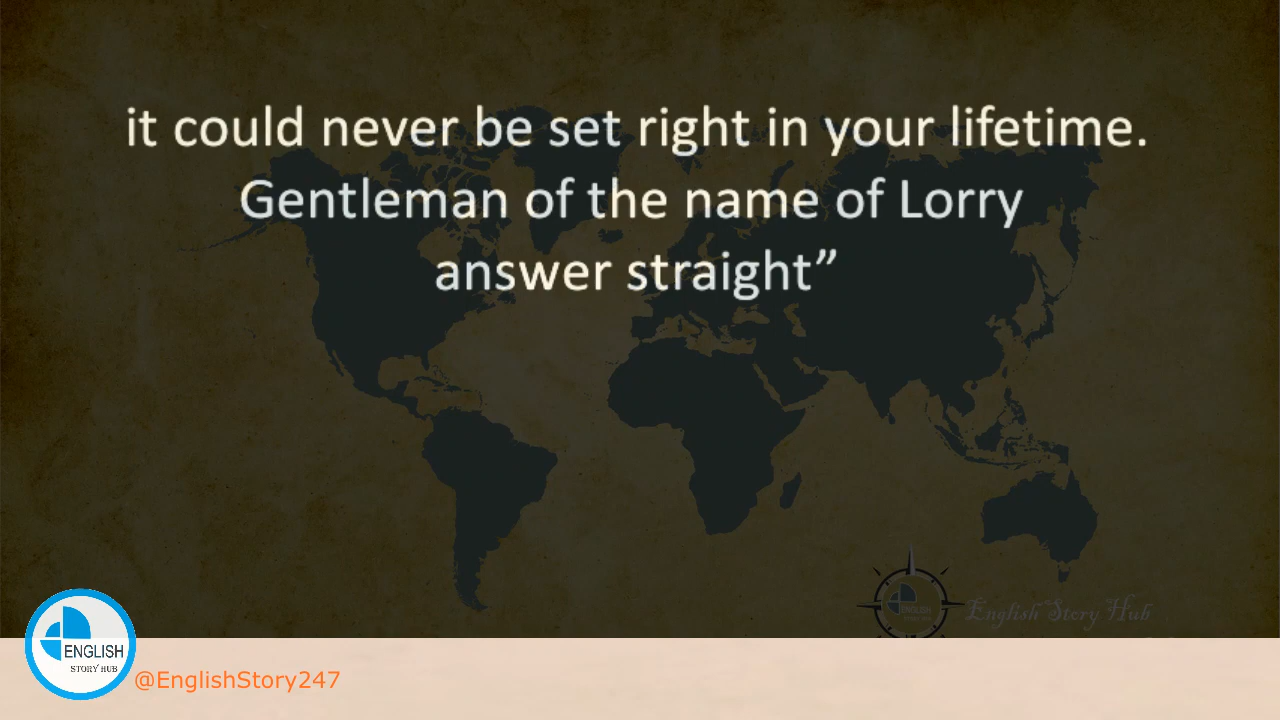 it could never be set right in your lifetime.
Gentleman of the name of Lorry
answer straight”
English Story Hub
ENGLISH
STORY HUB
@EnglishStory247